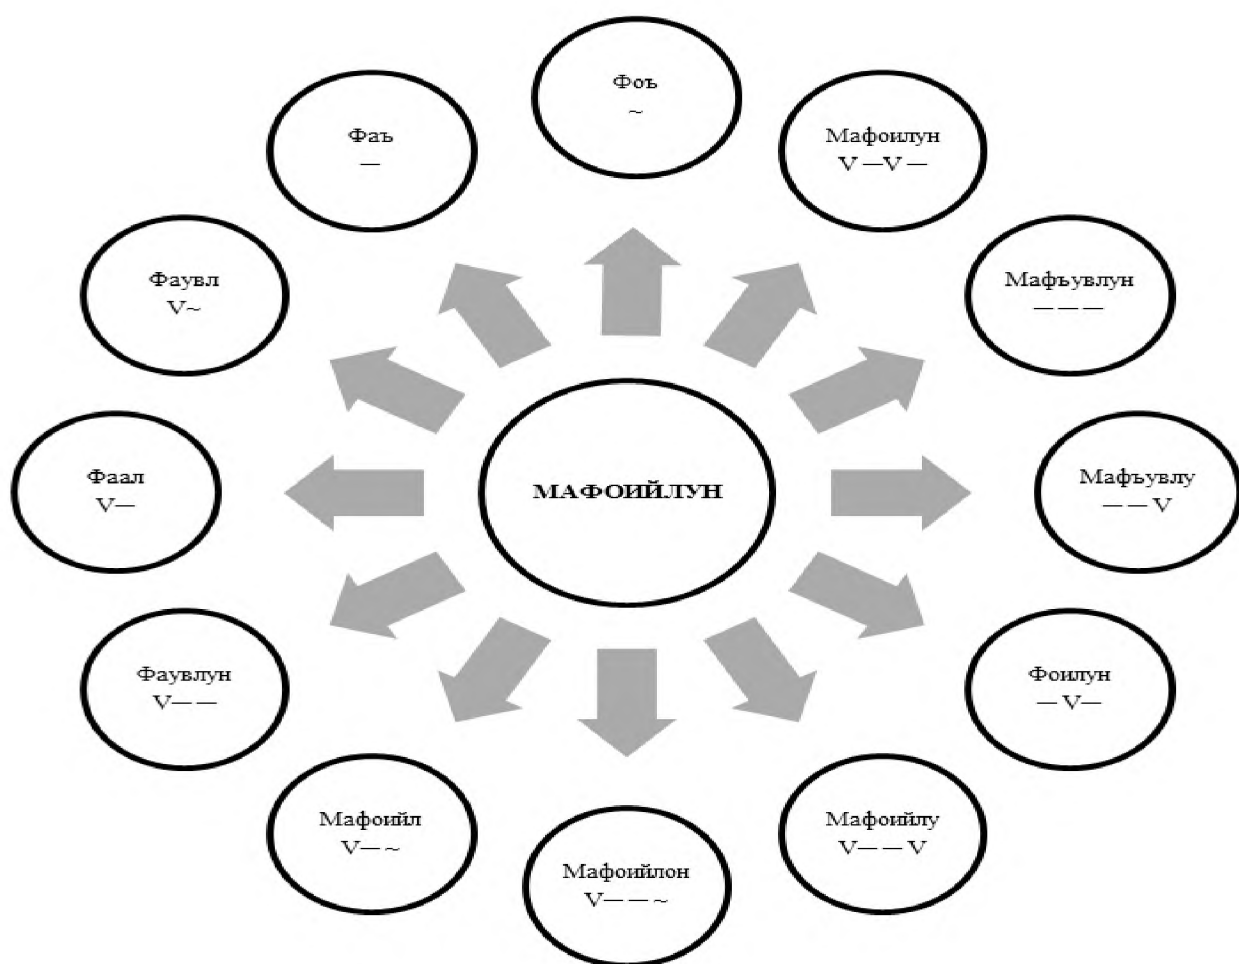 Фоъ
~
Мафоилун
V —V —
Мафъувлун
— — —
Мафъувлу
— — V
Фоилун
— V—
Мафоийлу
V— — V
Мафоийлон
V— — ~
Мафоийл
V— ~
Фаувлун
V— —
Фаал
V—
Фаувл
V~
Фаъ
—
МАФОИЙЛУН